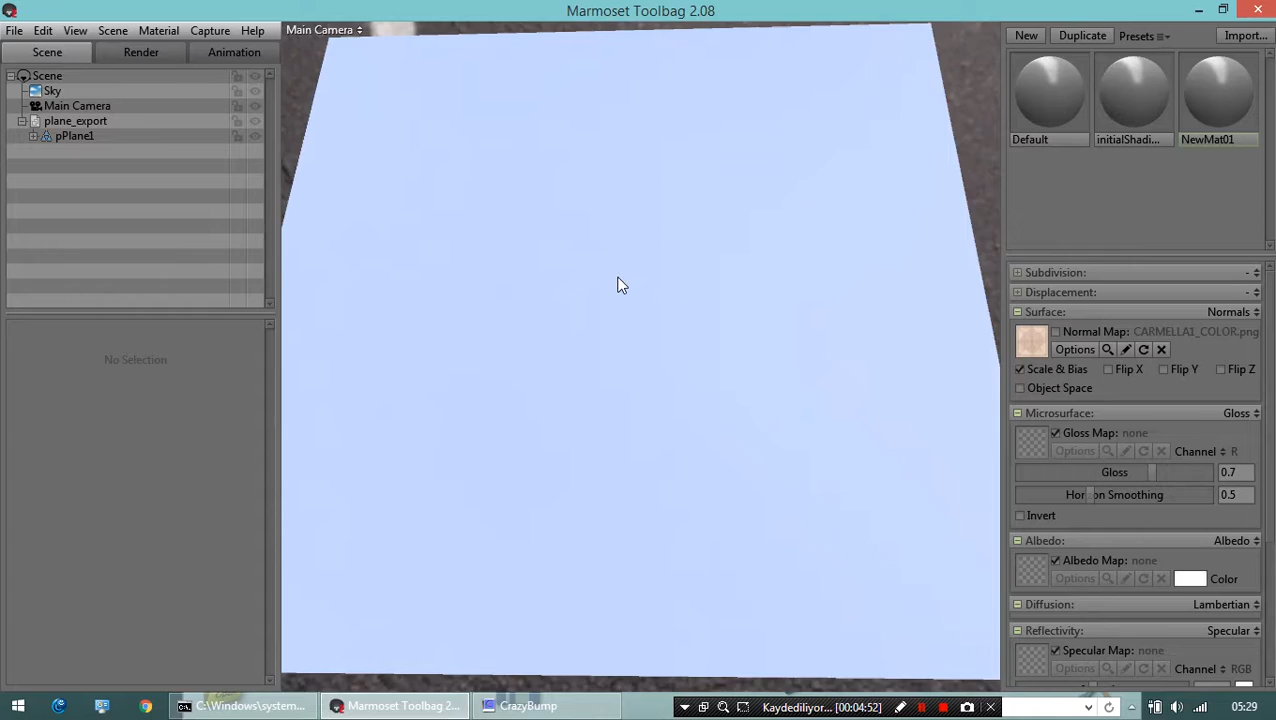 Marmoset Toolbag 2.08
File Edit View Scene Material Capture Help
Scene Render Animation
Scene
Sky
Main Camera
plane_export
pPlane1
No Selection
Main Camera
New Duplicate Presets Import...
Default initialShadi... NewMat01
Subdivision: -
Displacement: -
Surface: Normals
Normal Map: CARMELLA1_COLOR.png
Options
Scale & Bias Flip X Flip Y Flip Z
Object Space
Microsurface: Gloss
Gloss Map: none
Options Channel R
Gloss 0.7
Horizon Smoothing 0.5
Invert
Albedo: Albedo
Albedo Map: none
Options Color
Diffusion: Lambertian
Reflectivity: Specular
Specular Map: none
Options Channel RGB
C:\Windows\system... Marmoset Toolbag 2... CrazyBump Kaydediliyor... [00:04:52] 05:29